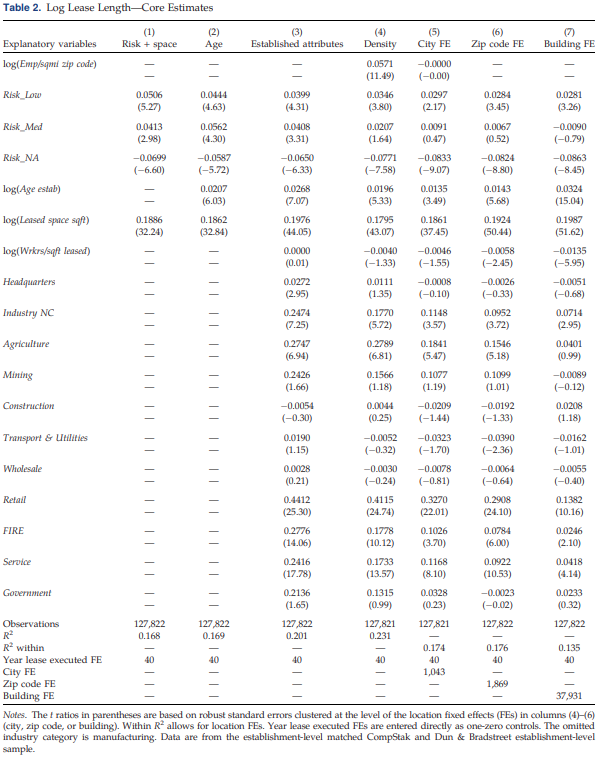 Table 2. Log Lease Length—Core Estimates
(1) (2) (3) (4) (5) (6) (7)
Explanatory variables Risk + space Age Established attributes Density City FE Zip code FE Building FE
log(Emp/sqmi zip code) — — — 0.0571 −0.0000 — —
— — — (11.49) (−0.00) — —
Risk_Low 0.0506 0.0444 0.0399 0.0346 0.0297 0.0284 0.0281
(5.27) (4.63) (4.31) (3.80) (2.17) (3.45) (3.26)
Risk_Med 0.0413 0.0562 0.0408 0.0207 0.0091 0.0067 −0.0090
(2.98) (4.30) (3.31) (1.64) (0.47) (0.52) (−0.79)
Risk_NA −0.0699 −0.0587 −0.0650 −0.0771 −0.0833 −0.0824 −0.0863
(−6.60) (−5.72) (−6.33) (−7.58) (−9.07) (−8.80) (−8.45)
log(Age estab) — 0.0207 0.0268 0.0196 0.0135 0.0143 0.0324
— (6.03) (7.07) (5.33) (3.49) (5.68) (15.04)
log(Leased space sqft) 0.1886 0.1862 0.1976 0.1795 0.1861 0.1924 0.1987
(32.24) (32.84) (44.05) (43.07) (37.45) (50.44) (51.62)
log(Wrkrs/sqft leased) — — 0.0000 −0.0040 −0.0046 −0.0058 −0.0135
— — (0.01) (−1.33) (−1.55) (−2.45) (−5.95)
Headquarters — — 0.0272 0.0111 −0.0008 −0.0026 −0.0051
— — (2.95) (1.35) (−0.10) (−0.33) (−0.68)
Industry NC — — 0.2474 0.1770 0.1148 0.0952 0.0714
— — (7.25) (5.72) (3.57) (3.72) (2.95)
Agriculture — — 0.2747 0.2789 0.1841 0.1546 0.0401
— — (6.94) (6.81) (5.47) (5.18) (0.99)
Mining — — 0.2426 0.1566 0.1077 0.1099 −0.0089
— — (1.66) (1.18) (1.19) (1.01) (−0.12)
Construction — — −0.0054 0.0044 −0.0209 −0.0192 0.0208
— — (−0.30) (0.25) (−1.44) (−1.33) (1.18)
Transport & Utilities — — 0.0190 −0.0052 −0.0323 −0.0390 −0.0162
— — (1.15) (−0.32) (−1.70) (−2.36) (−1.01)
Wholesale — — 0.0028 −0.0030 −0.0078 −0.0064 −0.0055
— — (0.21) (−0.24) (−0.81) (−0.64) (−0.40)
Retail — — 0.4412 0.4115 0.3270 0.2908 0.1382
— — (25.30) (24.74) (22.01) (24.10) (10.16)
FIRE — — 0.2776 0.1778 0.1026 0.0784 0.0246
— — (14.06) (10.12) (3.70) (6.00) (2.10)
Service — — 0.2416 0.1733 0.1168 0.0922 0.0418
— — (17.78) (13.57) (8.10) (10.53) (4.14)
Government — — 0.2136 0.1315 0.0328 −0.0023 0.0233
— — (1.65) (0.99) (0.23) (−0.02) (0.32)
Observations 127,822 127,822 127,822 127,821 127,821 127,822 127,822
R² 0.168 0.169 0.201 0.231 — — —
R² within — — — — 0.174 0.176 0.135
Year lease executed FE 40 40 40 40 40 40 40
City FE — — — — 1,043 — —
Zip code FE — — — — — 1,869 —
Building FE — — — — — — 37,931
Notes. The t ratios in parentheses are based on robust standard errors clustered at the level of the location fixed effects (FEs) in columns (4)–(6)
(city, zip code, or building). Within R² allows for location FEs. Year lease executed FEs are entered directly as one-zero controls. The omitted
industry category is manufacturing. Data are from the establishment-level matched CompStak and Dun & Bradstreet establishment-level
sample.